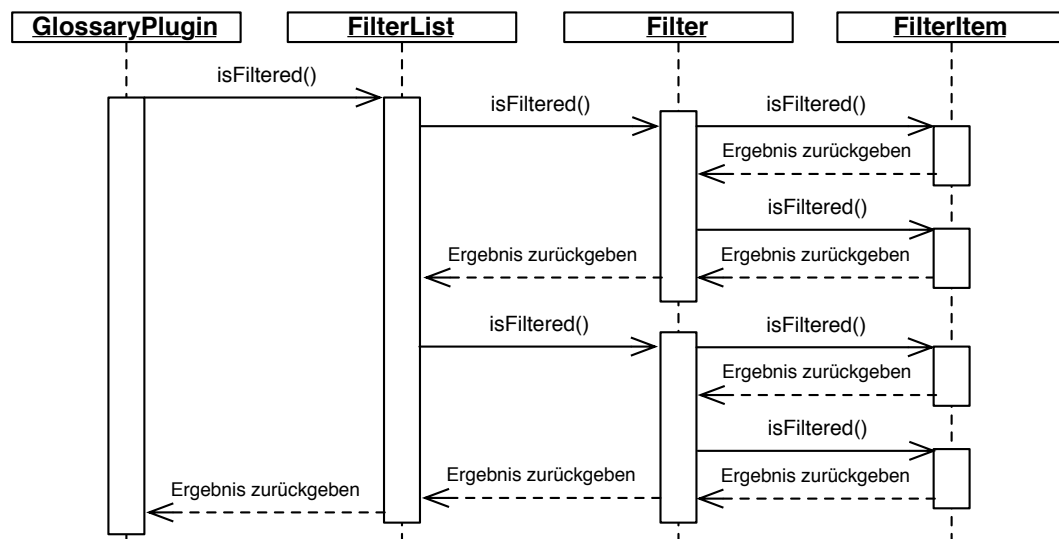 GlossaryPlugin
FilterList
Filter
FilterItem
isFiltered()
isFiltered()
isFiltered()
Ergebnis zurückgeben
isFiltered()
Ergebnis zurückgeben
Ergebnis zurückgeben
isFiltered()
isFiltered()
Ergebnis zurückgeben
isFiltered()
Ergebnis zurückgeben
Ergebnis zurückgeben
Ergebnis zurückgeben